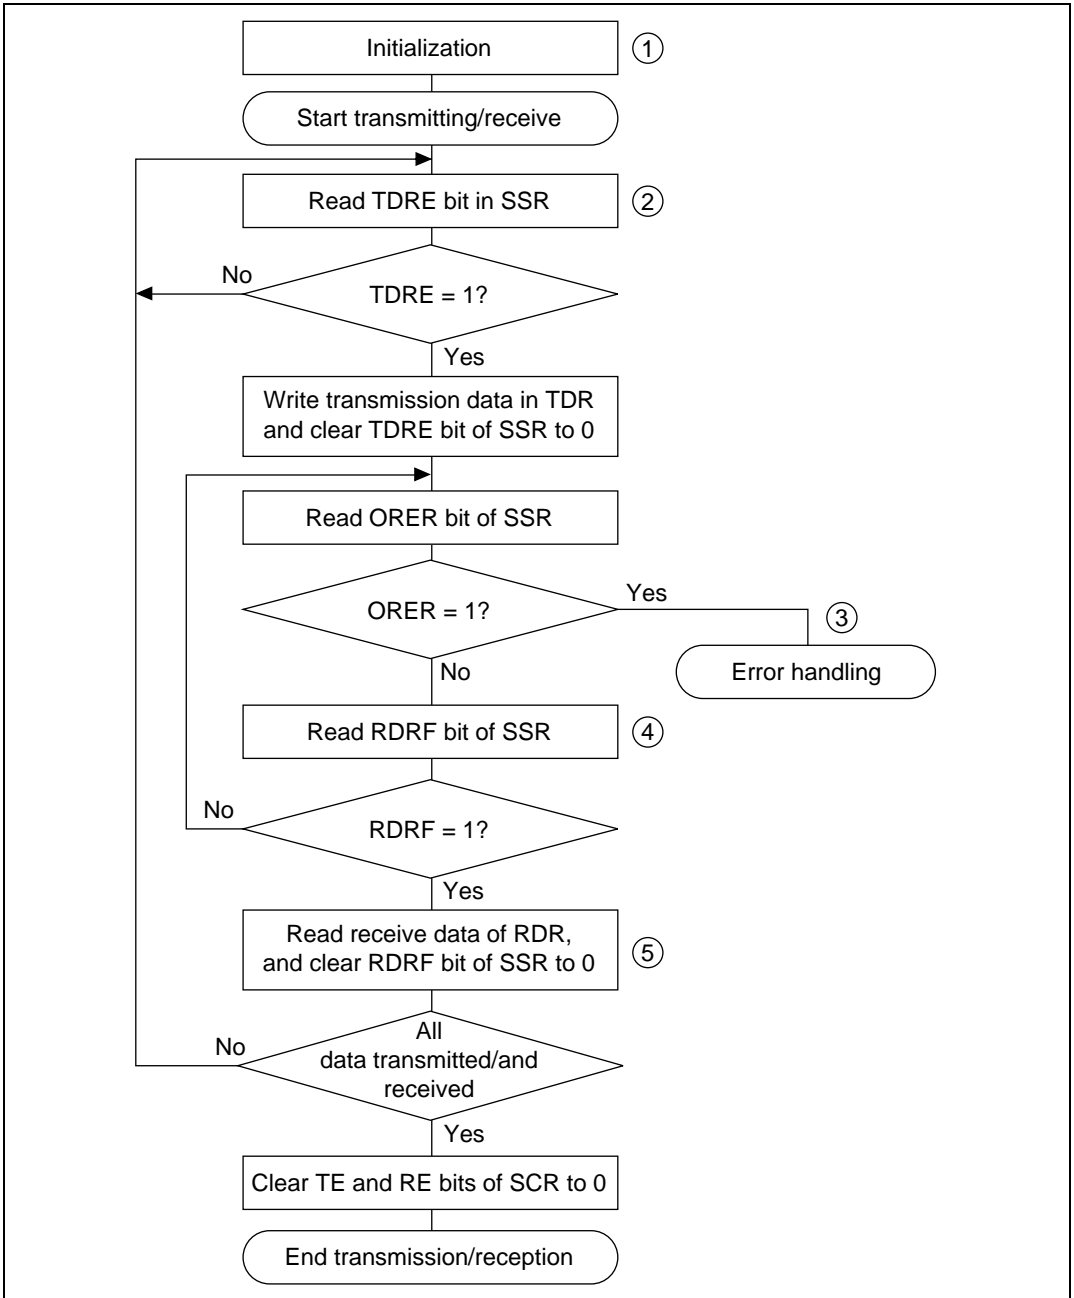 Initialization
①
Start transmitting/receive
Read TDRE bit in SSR
②
No
TDRE = 1?
Yes
Write transmission data in TDR
and clear TDRE bit of SSR to 0
Read ORER bit of SSR
Yes
ORER = 1?
③
No
Error handling
Read RDRF bit of SSR
④
No
RDRF = 1?
Yes
Read receive data of RDR,
and clear RDRF bit of SSR to 0
⑤
All
No
data transmitted/and
received
Yes
Clear TE and RE bits of SCR to 0
End transmission/reception